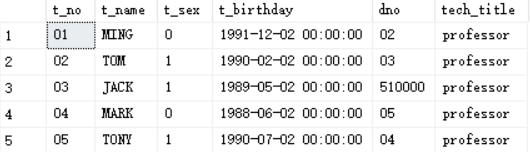 t_no t_name t_sex t_birthday dno tech_title
1 01 MING 0 1991-12-02 00:00:00 02 professor
2 02 TOM 1 1990-02-02 00:00:00 03 professor
3 03 JACK 1 1989-05-02 00:00:00 510000 professor
4 04 MARK 0 1988-06-02 00:00:00 05 professor
5 05 TONY 1 1990-07-02 00:00:00 04 professor